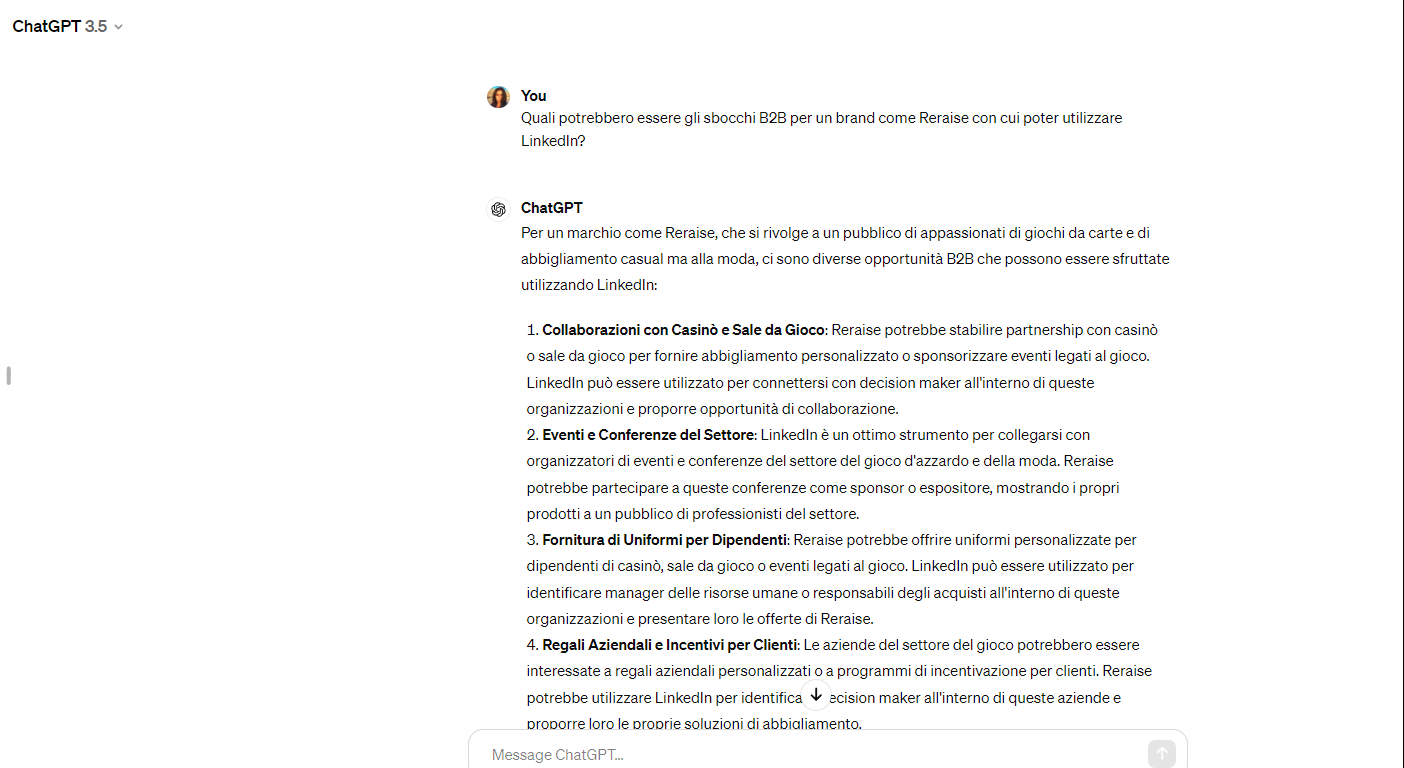 ChatGPT 3.5
You
Quali potrebbero essere gli sbocchi B2B per un brand come Reraise con cui poter utilizzare
LinkedIn?
ChatGPT
Per un marchio come Reraise, che si rivolge a un pubblico di appassionati di giochi da carte e di
abbigliamento casual ma alla moda, ci sono diverse opportunità B2B che possono essere sfruttate
utilizzando LinkedIn:
1. Collaborazioni con Casinò e Sale da Gioco: Reraise potrebbe stabilire partnership con casinò
o sale da gioco per fornire abbigliamento personalizzato o sponsorizzare eventi legati al gioco.
LinkedIn può essere utilizzato per connettersi con decision maker all'interno di queste
organizzazioni e proporre opportunità di collaborazione.
2. Eventi e Conferenze del Settore: LinkedIn è un ottimo strumento per collegarsi con
organizzatori di eventi e conferenze del settore del gioco d'azzardo e della moda. Reraise
potrebbe partecipare a queste conferenze come sponsor o espositore, mostrando i propri
prodotti a un pubblico di professionisti del settore.
3. Fornitura di Uniformi per Dipendenti: Reraise potrebbe offrire uniformi personalizzate per
dipendenti di casinò, sale da gioco o eventi legati al gioco. LinkedIn può essere utilizzato per
identificare manager delle risorse umane o responsabili degli acquisti all'interno di queste
organizzazioni e presentare loro le offerte di Reraise.
4. Regali Aziendali e Incentivi per Clienti: Le aziende del settore del gioco potrebbero essere
interessate a regali aziendali personalizzati o a programmi di incentivazione per clienti. Reraise
potrebbe utilizzare LinkedIn per identifica ecision maker all'interno di queste aziende e
proporre loro le proprie soluzioni di abbigliamento.
Message ChatGPT...